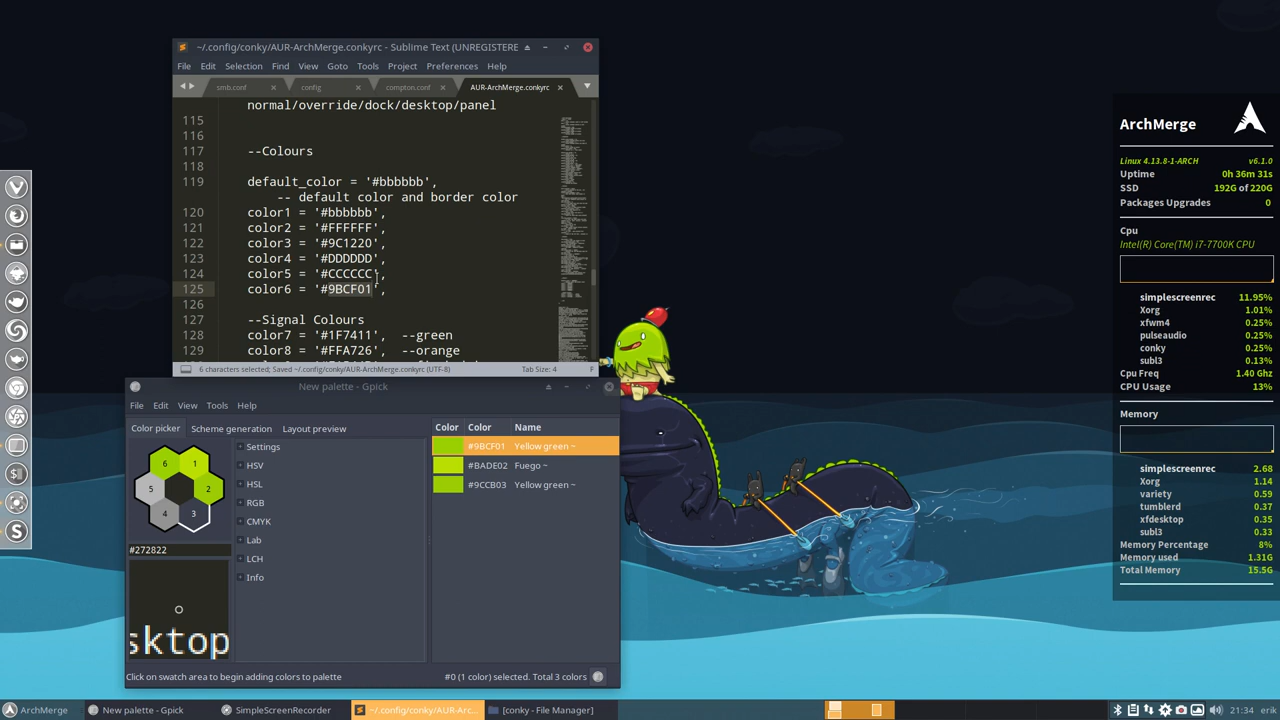 ~/.config/conky/AUR-ArchMerge.conkyrc - Sublime Text (UNREGISTERE
File Edit Selection Find View Goto Tools Project Preferences Help
smb.conf config compton.conf AUR-ArchMerge.conkyrc
normal/override/dock/desktop/panel
115
116
117 --Colours
118
119 default_color = '#bbbbbb',
-- default color and border color
120 color1 = '#bbbbbb',
121 color2 = '#FFFFFF',
122 color3 = '#9C1220',
123 color4 = '#DDDDDD',
124 color5 = '#CCCCCC',
125 color6 = '#9BCF01',
126
127 --Signal Colours
128 color7 = '#1F7411', --green
129 color8 = '#FFA726', --orange
6 characters selected; Saved ~/.config/conky/AUR-ArchMerge.conkyrc (UTF-8) Tab Size: 4 F
New palette - Gpick
File Edit View Tools Help
Color picker Scheme generation Layout preview
6 1
5 2
4 3
#272822
sktop
Settings
HSV
HSL
RGB
CMYK
Lab
LCH
Info
Color Color Name
#9BCF01 Yellow green ~
#BADE02 Fuego ~
#9CCB03 Yellow green ~
Click on swatch area to begin adding colors to palette #0 (1 color) selected. Total 3 colors
ArchMerge
Linux 4.13.8-1-ARCH v6.1.0
Uptime 0h 36m 31s
SSD 192G of 220G
Packages Upgrades 0
Cpu
Intel(R) Core(TM) i7-7700K CPU
simplescreenrec 11.95%
Xorg 1.01%
xfwm4 0.25%
pulseaudio 0.25%
conky 0.25%
subl3 0.13%
Cpu Freq 1.40 Ghz
CPU Usage 13%
Memory
simplescreenrec 2.68
Xorg 1.14
variety 0.59
tumblerd 0.37
xfdesktop 0.35
subl3 0.33
Memory Percentage 8%
Memory used 1.31G
Total Memory 15.5G
ArchMerge New palette - Gpick SimpleScreenRecorder ~/.config/conky/AUR-Arc... [conky - File Manager] 21:34 erik